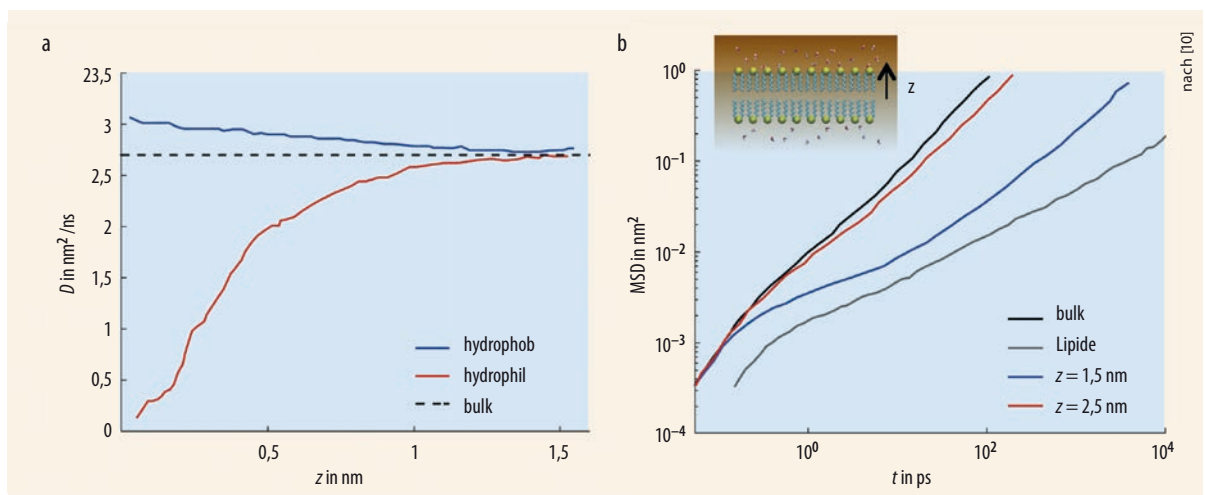 a
23,5
3
2,5
2
1,5
1
0,5
0
D in nm² /ns
0,5
1
1,5
z in nm
hydrophob
hydrophil
bulk
b
z
nach [10]
10⁰
10⁻¹
10⁻²
10⁻³
10⁻⁴
MSD in nm²
10⁰
10²
10⁴
t in ps
bulk
Lipide
z = 1,5 nm
z = 2,5 nm